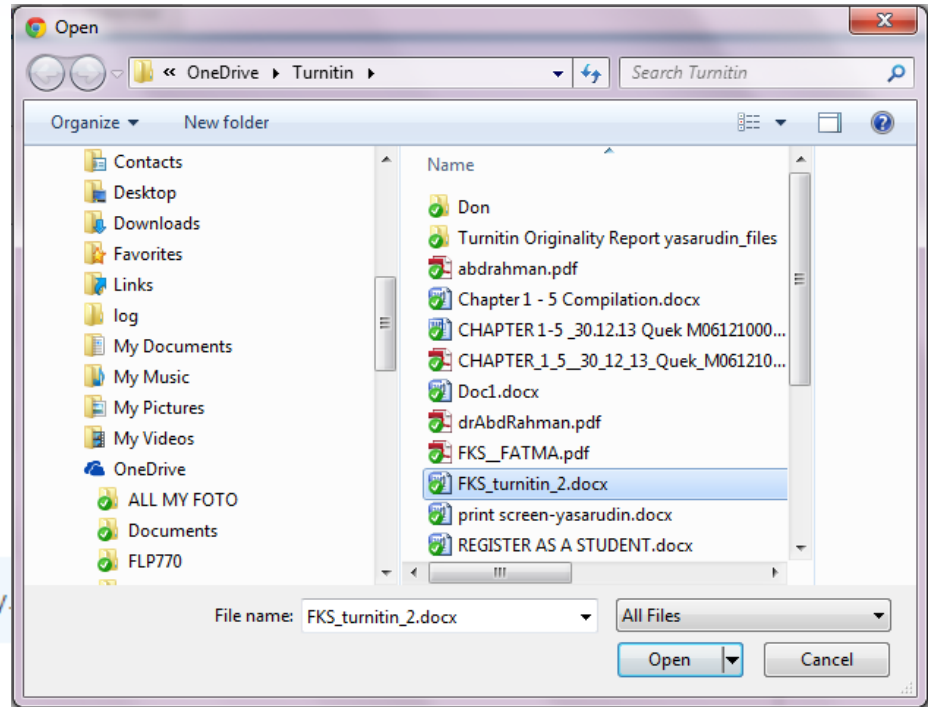 Open
« OneDrive ▸ Turnitin ▸
Search Turnitin
Organize ▾ New folder
Contacts
Desktop
Downloads
Favorites
Links
log
My Documents
My Music
My Pictures
My Videos
OneDrive
ALL MY FOTO
Documents
FLP770
Name
Don
Turnitin Originality Report yasarudin_files
abdrahman.pdf
Chapter 1 - 5 Compilation.docx
CHAPTER 1-5 _30.12.13 Quek M06121000...
CHAPTER_1_5__30_12_13_Quek_M061210...
Doc1.docx
drAbdRahman.pdf
FKS__FATMA.pdf
FKS_turnitin_2.docx
print screen-yasarudin.docx
REGISTER AS A STUDENT.docx
File name: FKS_turnitin_2.docx
All Files
Open
Cancel